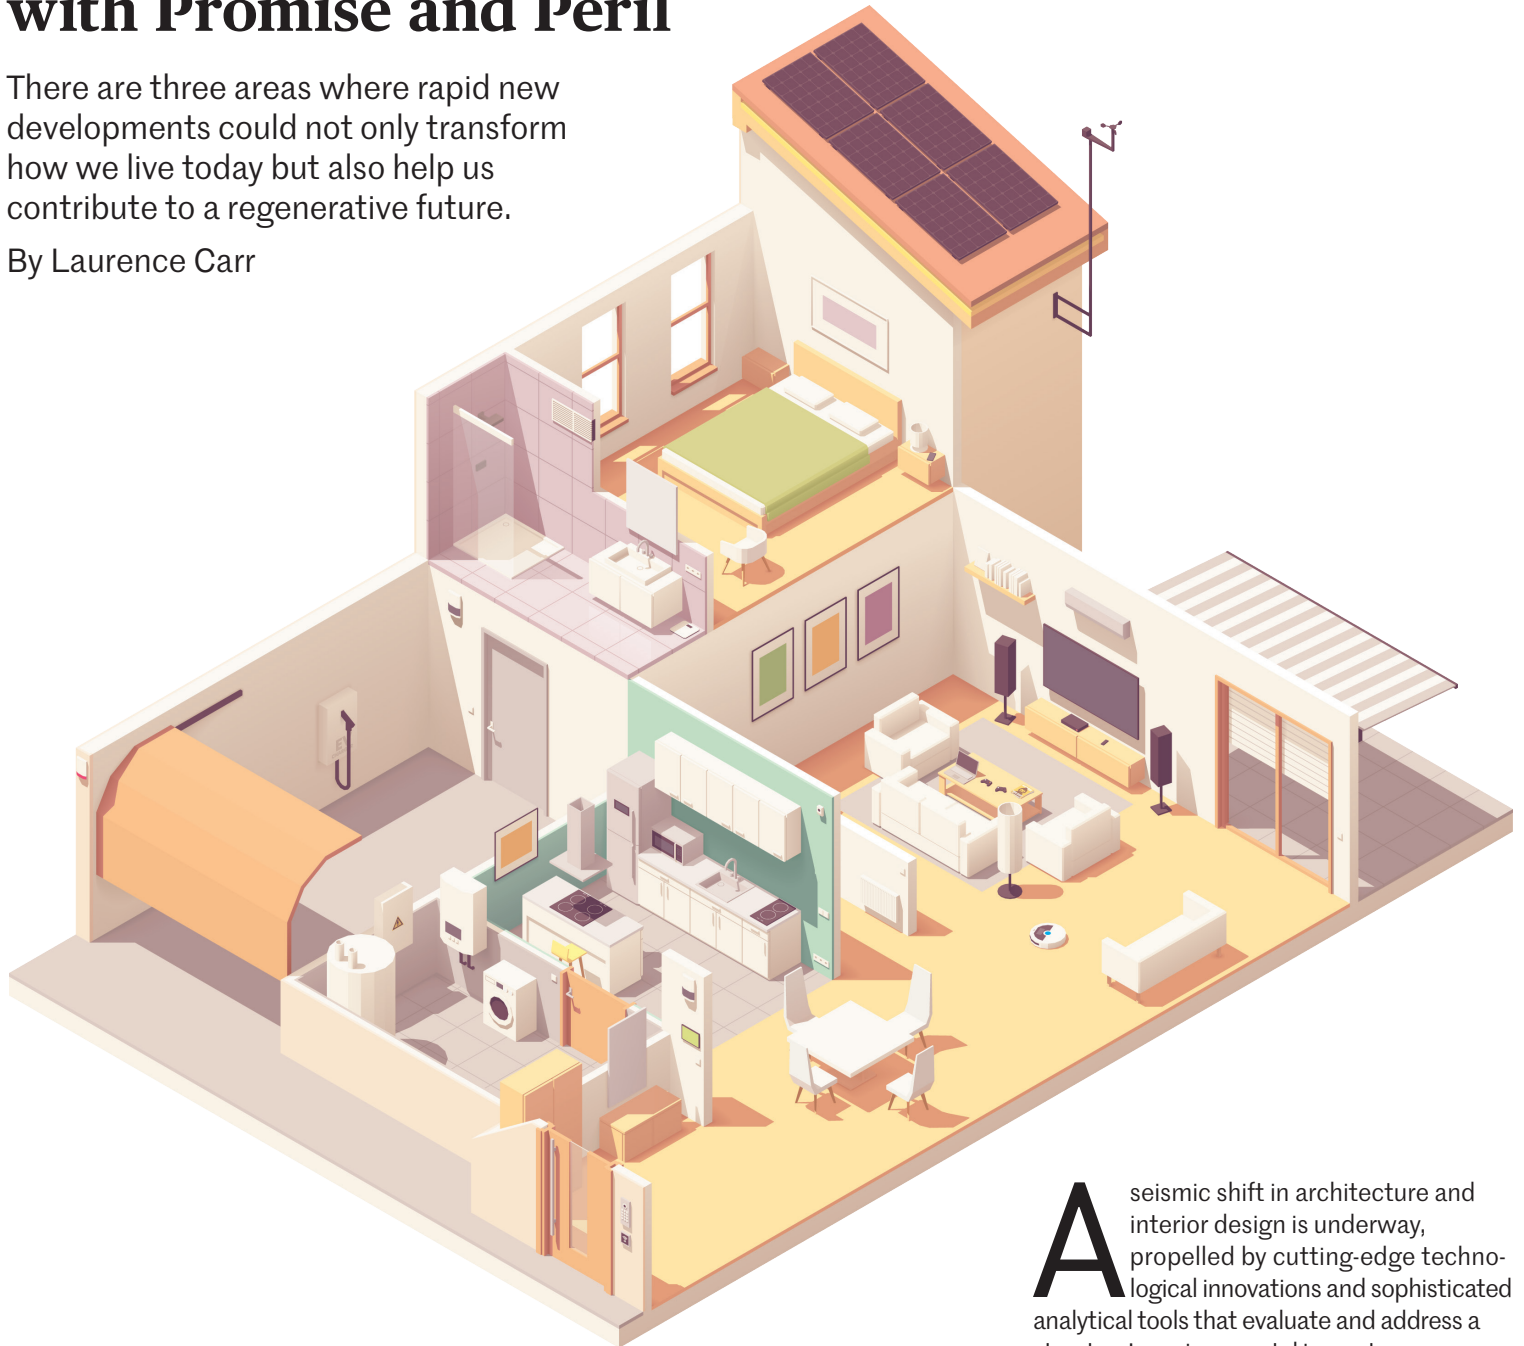 with Promise and Peril
There are three areas where rapid new
developments could not only transform
how we live today but also help us
contribute to a regenerative future.
By Laurence Carr
A seismic shift in architecture and
interior design is underway,
propelled by cutting-edge techno-
logical innovations and sophisticated
analytical tools that evaluate and address a